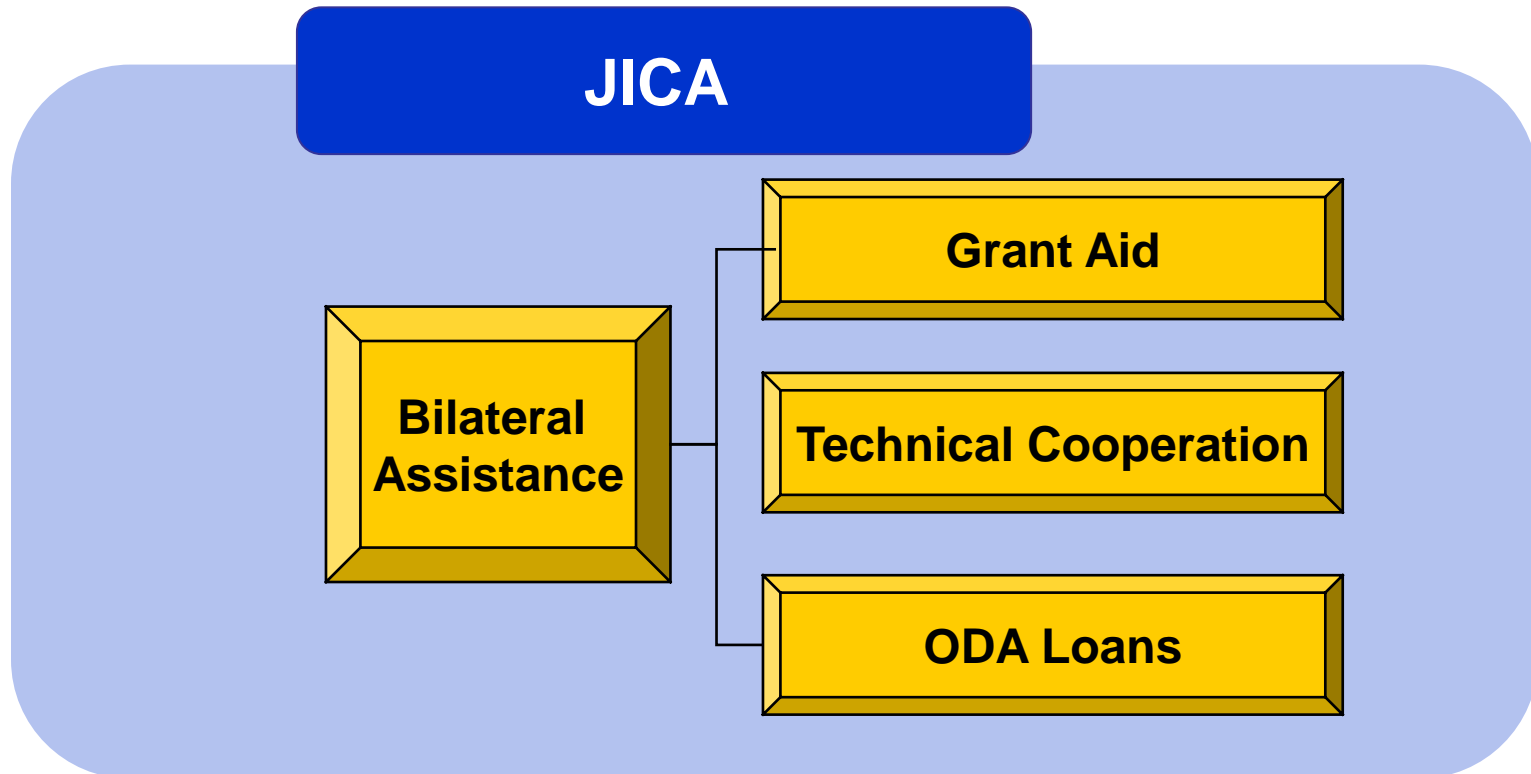 JICA
Grant Aid
Bilateral
Assistance
Technical Cooperation
ODA Loans